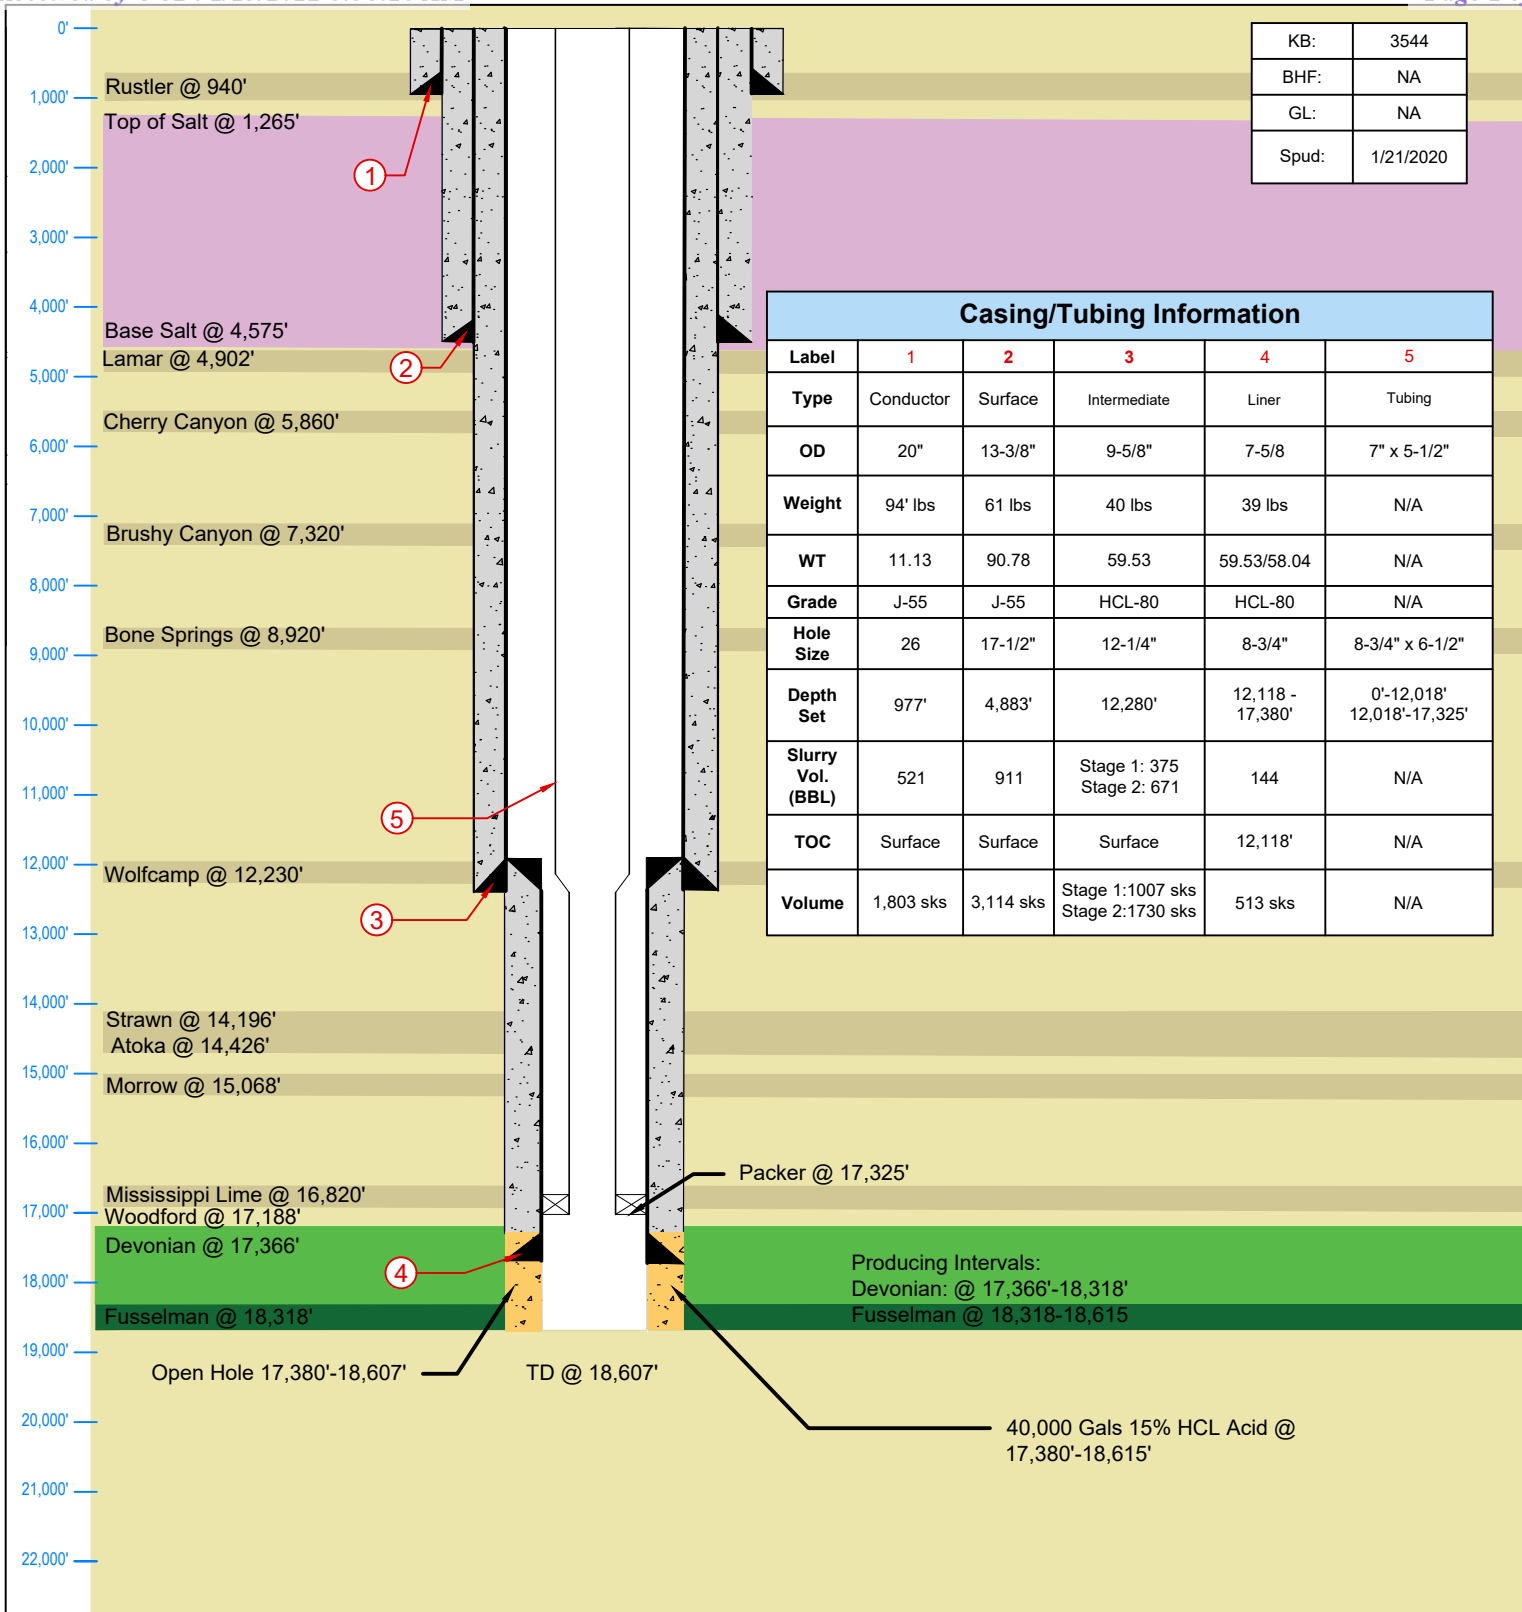 0'
1,000'
2,000'
3,000'
4,000'
5,000'
6,000'
7,000'
8,000'
9,000'
10,000'
11,000'
12,000'
13,000'
14,000'
15,000'
16,000'
17,000'
18,000'
19,000'
20,000'
21,000'
22,000'
Rustler @ 940'
Top of Salt @ 1,265'
Base Salt @ 4,575'
Lamar @ 4,902'
Cherry Canyon @ 5,860'
Brushy Canyon @ 7,320'
Bone Springs @ 8,920'
Wolfcamp @ 12,230'
Strawn @ 14,196'
Atoka @ 14,426'
Morrow @ 15,068'
Mississippi Lime @ 16,820'
Woodford @ 17,188'
Devonian @ 17,366'
Fusselman @ 18,318'
1
2
5
3
4
KB: 3544
BHF: NA
GL: NA
Spud: 1/21/2020
Casing/Tubing Information
Label 1 2 3 4 5
Type Conductor Surface Intermediate Liner Tubing
OD 20" 13-3/8" 9-5/8" 7-5/8 7" x 5-1/2"
Weight 94' lbs 61 lbs 40 lbs 39 lbs N/A
WT 11.13 90.78 59.53 59.53/58.04 N/A
Grade J-55 J-55 HCL-80 HCL-80 N/A
Hole Size 26 17-1/2" 12-1/4" 8-3/4" 8-3/4" x 6-1/2"
Depth Set 977' 4,883' 12,280' 12,118 - 17,380' 0'-12,018' 12,018'-17,325'
Slurry Vol. (BBL) 521 911 Stage 1: 375 Stage 2: 671 144 N/A
TOC Surface Surface Surface 12,118' N/A
Volume 1,803 sks 3,114 sks Stage 1:1007 sks Stage 2:1730 sks 513 sks N/A
Packer @ 17,325'
Producing Intervals:
Devonian: @ 17,366'-18,318'
Fusselman @ 18,318-18,615
Open Hole 17,380'-18,607'
TD @ 18,607'
40,000 Gals 15% HCL Acid @
17,380'-18,615'